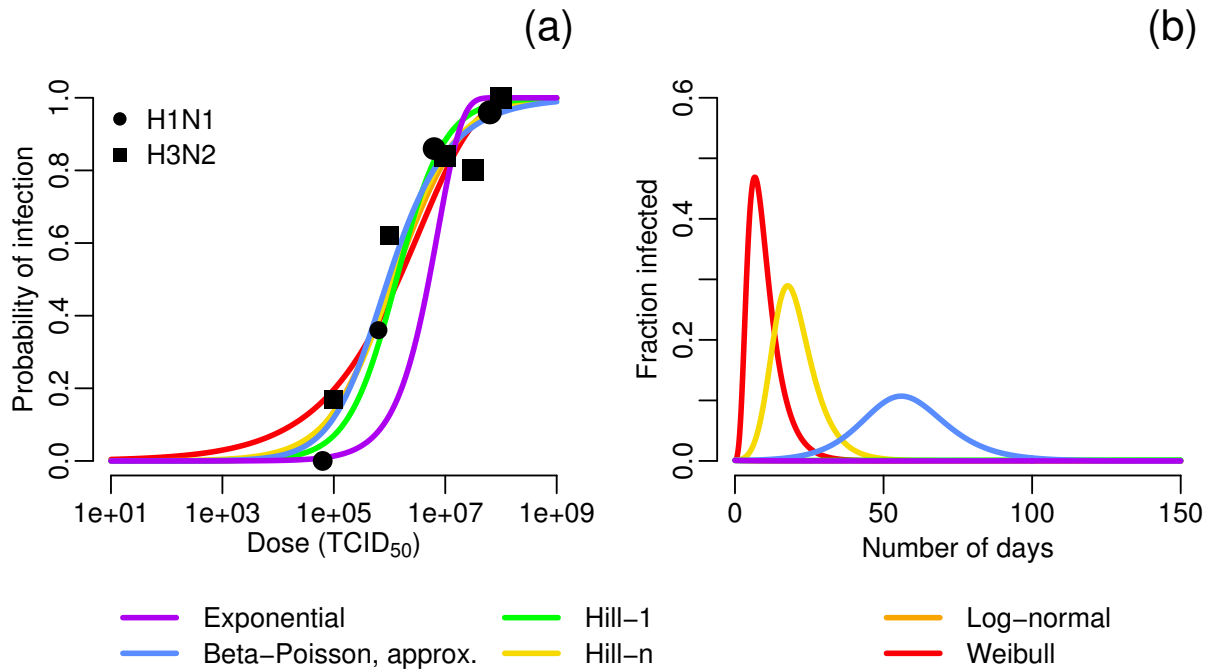 (a)
(b)
Probability of infection
0.0 0.2 0.4 0.6 0.8 1.0
H1N1
H3N2
1e+01 1e+03 1e+05 1e+07 1e+09
Dose (TCID50)
Fraction infected
0.0 0.2 0.4 0.6
0 50 100 150
Number of days
Exponential Hill−1 Log−normal
Beta−Poisson, approx. Hill−n Weibull